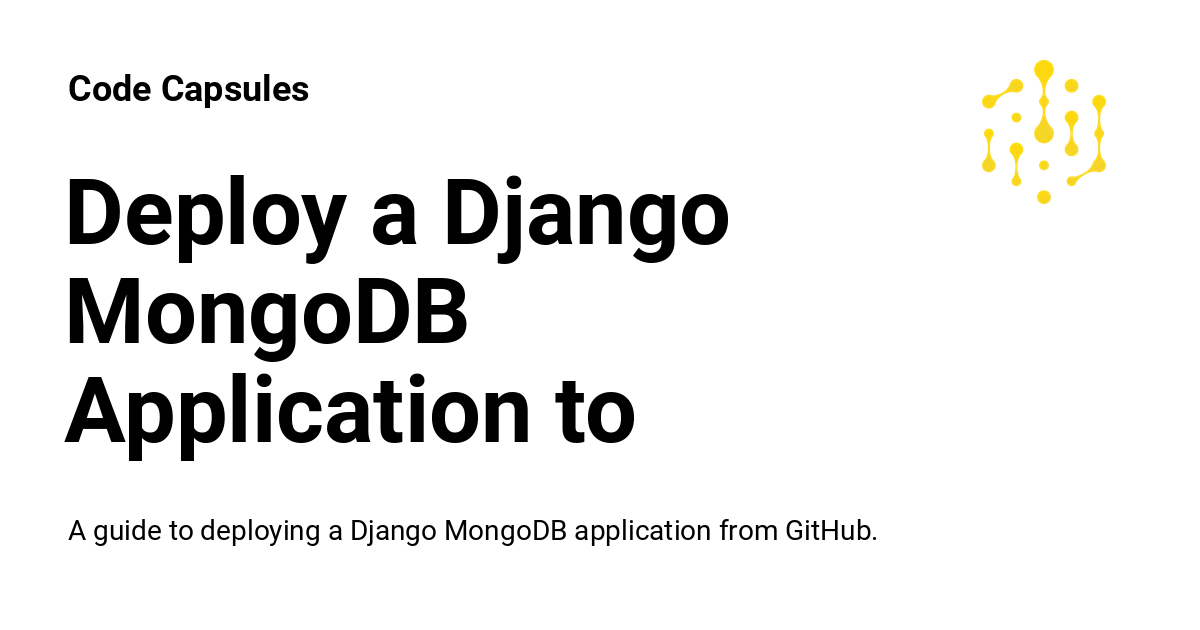 Code Capsules
Deploy a Django
MongoDB
Application to
A guide to deploying a Django MongoDB application from GitHub.